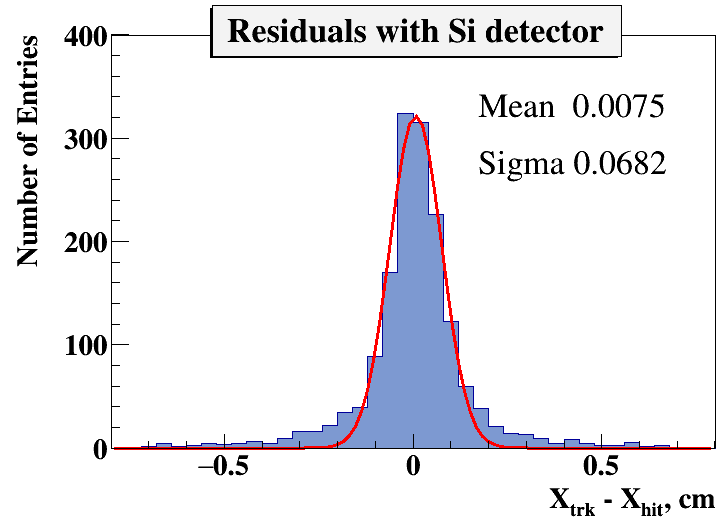 Residuals with Si detector
Number of Entries
400
300
200
100
0
Mean 0.0075
Sigma 0.0682
−0.5
0
0.5
X_trk - X_hit, cm